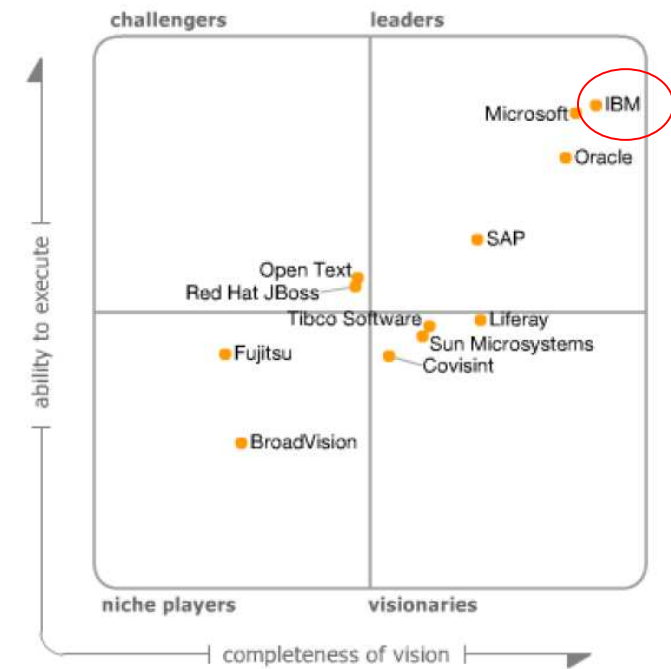 challengers
leaders
IBM
Microsoft
Oracle
SAP
Open Text
Red Hat JBoss
Tibco Software
Liferay
Sun Microsystems
Fujitsu
Covisint
BroadVision
ability to execute
niche players
visionaries
completeness of vision